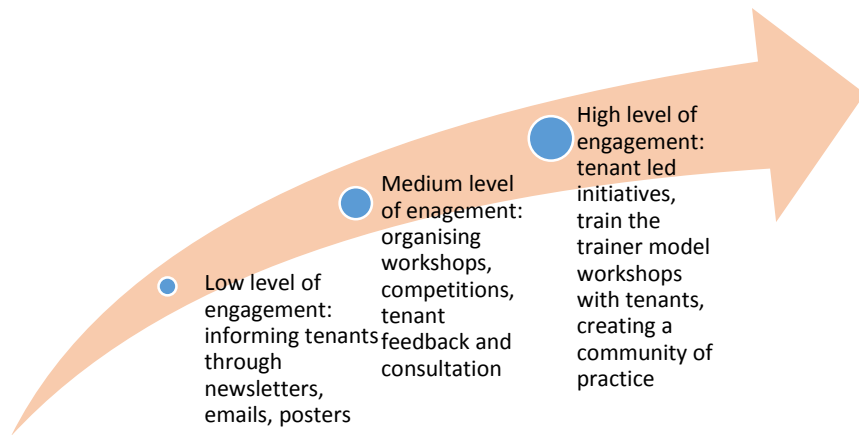 Low level of
engagement:
informing tenants
through
newsletters,
emails, posters
Medium level
of enagement:
organising
workshops,
competitions,
tenant
feedback and
consultation
High level of
engagement:
tenant led
initiatives,
train the
trainer model
workshops
with tenants,
creating a
community of
practice